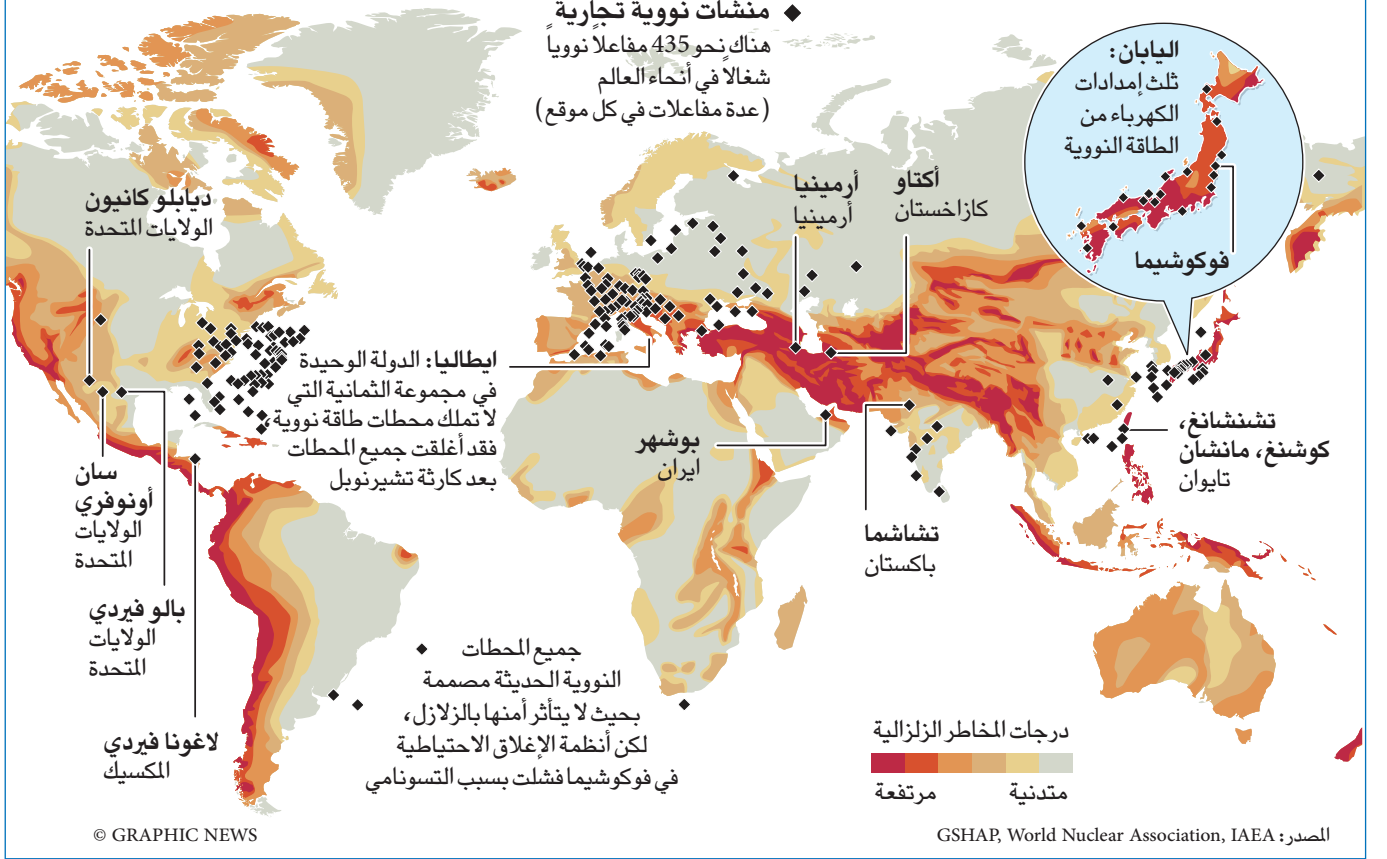 منشآت نووية تجارية
هناك نحو 435 مفاعلاً نووياً
شغالاً في أنحاء العالم
(عدة مفاعلات في كل موقع)
اليابان:
ثلث إمدادات
الكهرباء من
الطاقة النووية
فوكوشيما
أكتاو
كازاخستان
أرمينيا
أرمينيا
ديابلو كانيون
الولايات المتحدة
ايطاليا: الدولة الوحيدة
في مجموعة الثمانية التي
لا تملك محطات طاقة نووية،
فقد أغلقت جميع المحطات
بعد كارثة تشيرنوبل
بوشهر
ايران
تشنشانغ،
كوشنغ، مانشان
تايوان
تشاشما
باكستان
سان
أونوفري
الولايات
المتحدة
بالو فيردي
الولايات
المتحدة
لاغونا فيردي
المكسيك
جميع المحطات
النووية الحديثة مصممة
بحيث لا يتأثر أمنها بالزلازل،
لكن أنظمة الإغلاق الاحتياطية
في فوكوشيما فشلت بسبب التسونامي
درجات المخاطر الزلزالية
متدنية
مرتفعة
المصدر: GSHAP, World Nuclear Association, IAEA
© GRAPHIC NEWS